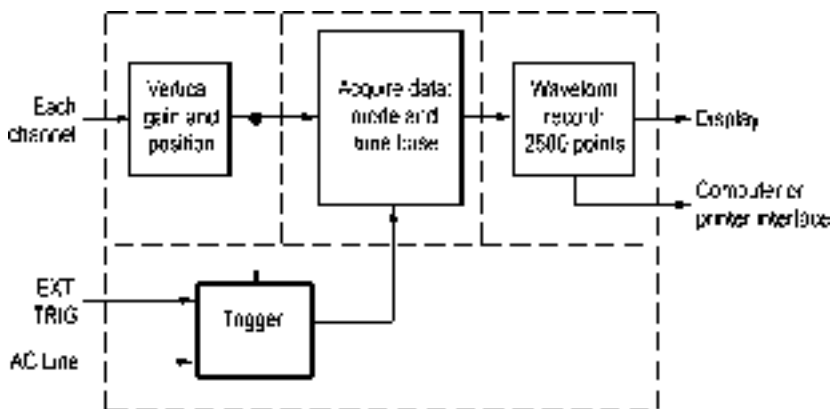 Each
channel
Vertical
gain and
position
Acquire data:
mode and
time base
Waveform
record:
2500 points
Display
Computer or
printer interface
EXT
TRIG
Trigger
AC Line